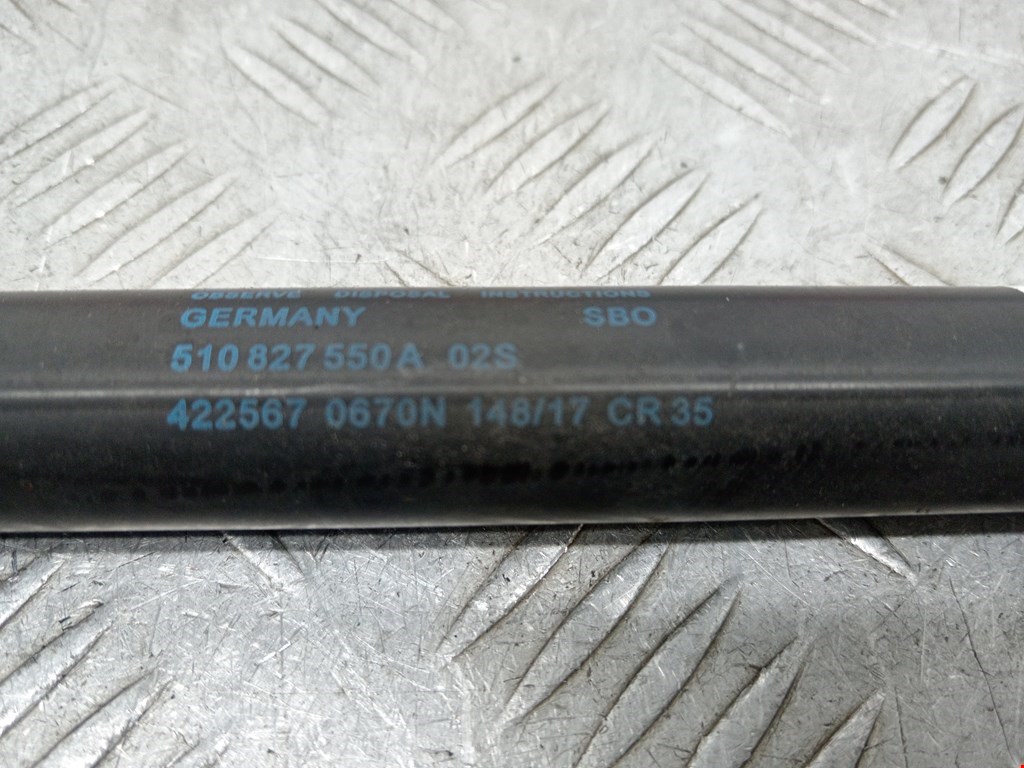 OBSERVE DISPOSAL INSTRUCTIONS
GERMANY SBO
510 827 550 A 02S
422567 0670N 148/17 CR 35